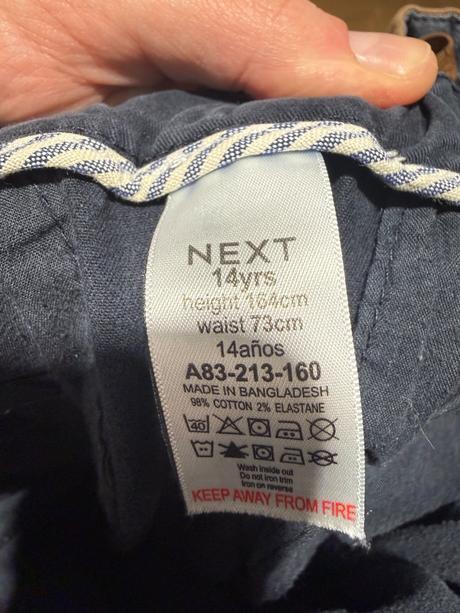 NEXT
14yrs
height 164cm
waist 73cm
14años
A83-213-160
MADE IN BANGLADESH
98% COTTON 2% ELASTANE
40
Wash inside out
Do not iron trim
Iron on reverse
KEEP AWAY FROM FIRE